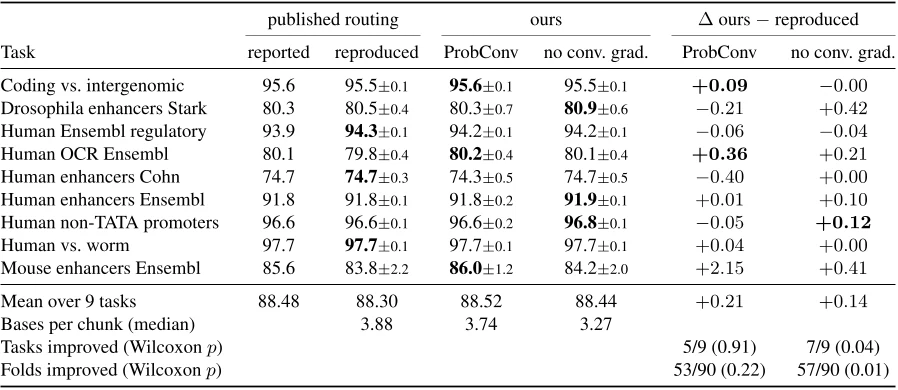 published routing ours Δ ours − reproduced
Task reported reproduced ProbConv no conv. grad. ProbConv no conv. grad.
Coding vs. intergenomic 95.6 95.5±0.1 95.6±0.1 95.5±0.1 +0.09 −0.00
Drosophila enhancers Stark 80.3 80.5±0.4 80.3±0.7 80.9±0.6 −0.21 +0.42
Human Ensembl regulatory 93.9 94.3±0.1 94.2±0.1 94.2±0.1 −0.06 −0.04
Human OCR Ensembl 80.1 79.8±0.4 80.2±0.4 80.1±0.4 +0.36 +0.21
Human enhancers Cohn 74.7 74.7±0.3 74.3±0.5 74.7±0.5 −0.40 +0.00
Human enhancers Ensembl 91.8 91.8±0.1 91.8±0.2 91.9±0.1 +0.01 +0.10
Human non-TATA promoters 96.6 96.6±0.1 96.6±0.2 96.8±0.1 −0.05 +0.12
Human vs. worm 97.7 97.7±0.1 97.7±0.1 97.7±0.1 +0.04 +0.00
Mouse enhancers Ensembl 85.6 83.8±2.2 86.0±1.2 84.2±2.0 +2.15 +0.41
Mean over 9 tasks 88.48 88.30 88.52 88.44 +0.21 +0.14
Bases per chunk (median) 3.88 3.74 3.27
Tasks improved (Wilcoxon p) 5/9 (0.91) 7/9 (0.04)
Folds improved (Wilcoxon p) 53/90 (0.22) 57/90 (0.01)